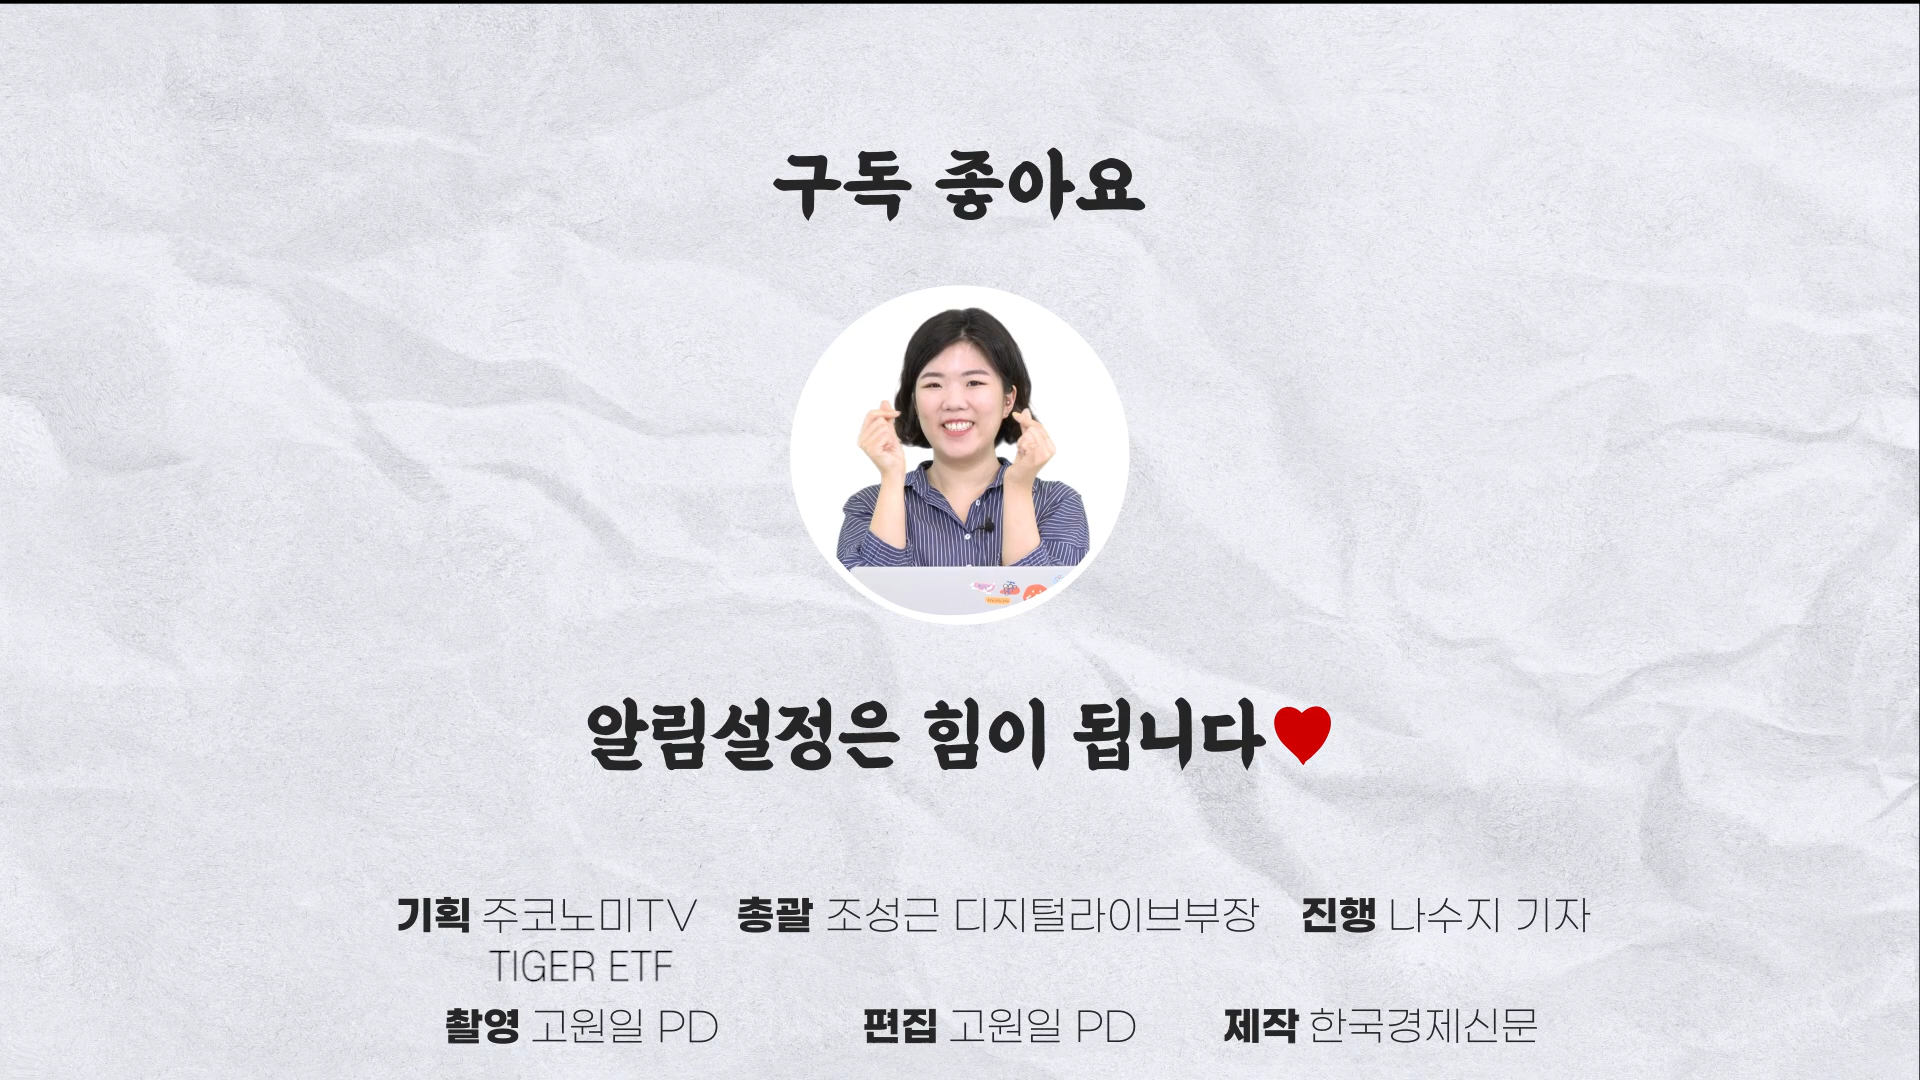 구독 좋아요
알림설정은 힘이 됩니다♥
기획 주코노미TV 총괄 조성근 디지털라이브부장 진행 나수지 기자
TIGER ETF
촬영 고원일 PD 편집 고원일 PD 제작 한국경제신문